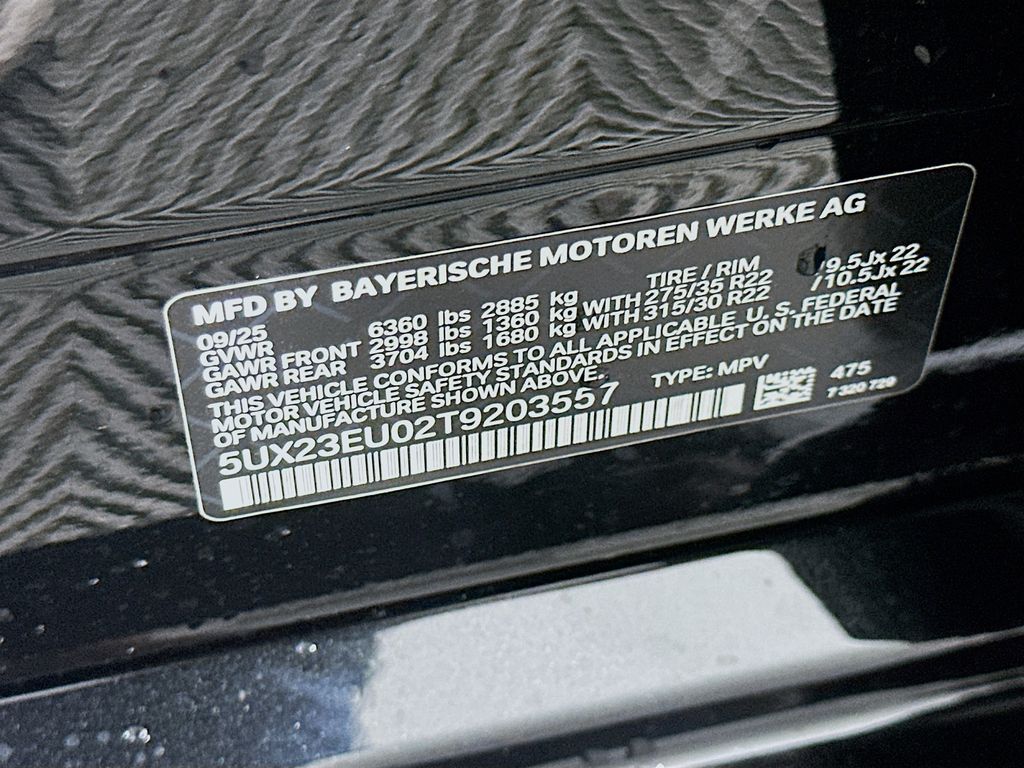 MFD BY BAYERISCHE MOTOREN WERKE AG
09/25 TIRE / RIM
GVWR 6360 lbs 2885 kg
GAWR FRONT 2998 lbs 1360 kg WITH 275/35 R22 /9.5Jx 22
GAWR REAR 3704 lbs 1680 kg WITH 315/30 R22 /10.5Jx 22
THIS VEHICLE CONFORMS TO ALL APPLICABLE U.S. FEDERAL
MOTOR VEHICLE SAFETY STANDARDS IN EFFECT ON THE DATE
OF MANUFACTURE SHOWN ABOVE.
5UX23EU02T9203557 TYPE: MPV 475
7 320 720